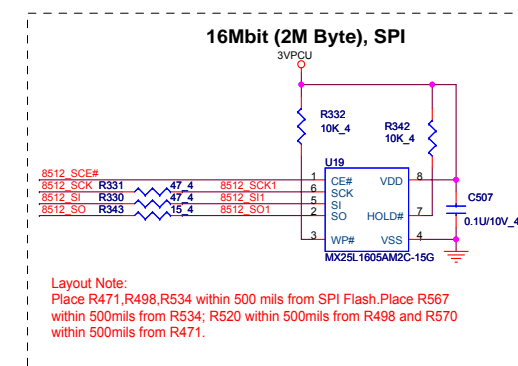 16Mbit (2M Byte), SPI
3VPCU
R332
10K_4
R342
10K_4
U19
8512_SCE#
8512_SCK R331 47_4 8512_SCK1
8512_SI R330 47_4 8512_SI1
8512_SO R343 15_4 8512_SO1
1 CE# VDD 8
6 SCK
5 SI
2 SO HOLD# 7
3 WP# VSS 4
MX25L1605AM2C-15G
C507
0.1U/10V_4
Layout Note:
Place R471,R498,R534 within 500 mils from SPI Flash.Place R567
within 500mils from R534; R520 within 500mils from R498 and R570
within 500mils from R471.